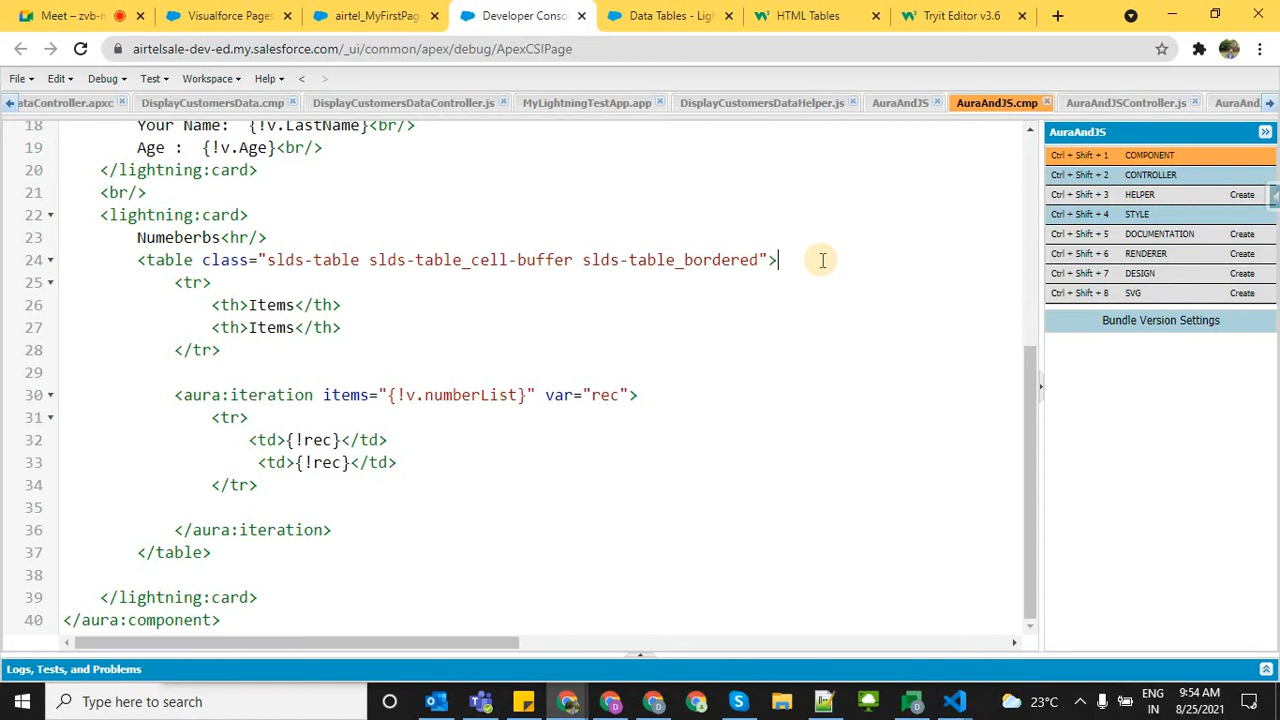 Meet – zvb-n
Visualforce Pages
airtel_MyFirstPag
Developer Conso
Data Tables - Ligh
HTML Tables
Tryit Editor v3.6
airtelsale-dev-ed.my.salesforce.com/_ui/common/apex/debug/ApexCSIPage
File Edit Debug Test Workspace Help < >
ataController.apxc
DisplayCustomersData.cmp
DisplayCustomersDataController.js
MyLightningTestApp.app
DisplayCustomersDataHelper.js
AuraAndJS
AuraAndJS.cmp
AuraAndJSController.js
AuraAnd
18 Your Name: {!v.LastName}<br/>
19 Age : {!v.Age}<br/>
20 </lightning:card>
21 <br/>
22 <lightning:card>
23 Numeberbs<hr/>
24 <table class="slds-table slds-table_cell-buffer slds-table_bordered">
25 <tr>
26 <th>Items</th>
27 <th>Items</th>
28 </tr>
29
30 <aura:iteration items="{!v.numberList}" var="rec">
31 <tr>
32 <td>{!rec}</td>
33 <td>{!rec}</td>
34 </tr>
35
36 </aura:iteration>
37 </table>
38
39 </lightning:card>
40 </aura:component>
AuraAndJS
Ctrl + Shift + 1 COMPONENT
Ctrl + Shift + 2 CONTROLLER
Ctrl + Shift + 3 HELPER Create
Ctrl + Shift + 4 STYLE
Ctrl + Shift + 5 DOCUMENTATION Create
Ctrl + Shift + 6 RENDERER Create
Ctrl + Shift + 7 DESIGN Create
Ctrl + Shift + 8 SVG Create
Bundle Version Settings
Logs, Tests, and Problems
Type here to search
23°C
ENG
IN
9:54 AM
8/25/2021